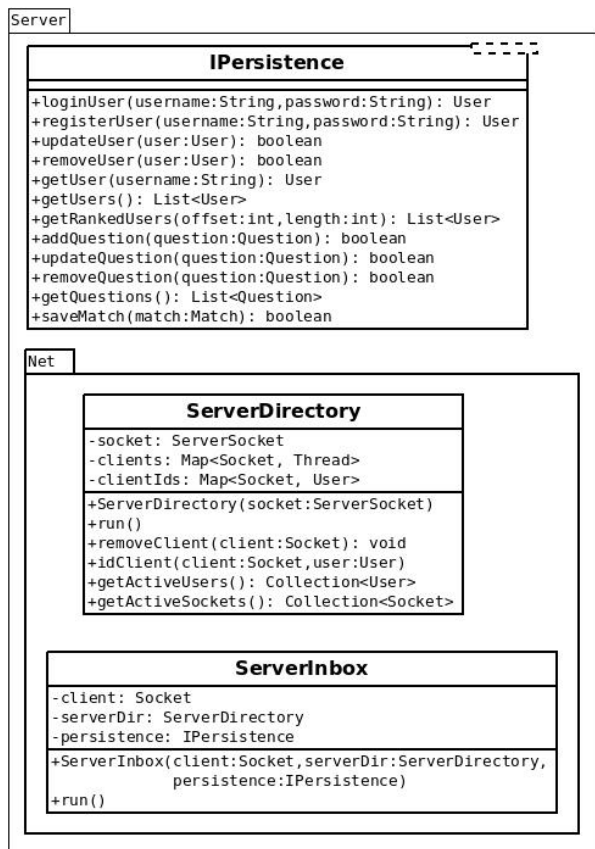 Server
IPersistence
+loginUser(username:String,password:String): User
+registerUser(username:String,password:String): User
+updateUser(user:User): boolean
+removeUser(user:User): boolean
+getUser(username:String): User
+getUsers(): List<User>
+getRankedUsers(offset:int,length:int): List<User>
+addQuestion(question:Question): boolean
+updateQuestion(question:Question): boolean
+removeQuestion(question:Question): boolean
+getQuestions(): List<Question>
+saveMatch(match:Match): boolean
Net
ServerDirectory
-socket: ServerSocket
-clients: Map<Socket, Thread>
-clientIds: Map<Socket, User>
+ServerDirectory(socket:ServerSocket)
+run()
+removeClient(client:Socket): void
+idClient(client:Socket,user:User)
+getActiveUsers(): Collection<User>
+getActiveSockets(): Collection<Socket>
ServerInbox
-client: Socket
-serverDir: ServerDirectory
-persistence: IPersistence
+ServerInbox(client:Socket,serverDir:ServerDirectory,
persistence:IPersistence)
+run()